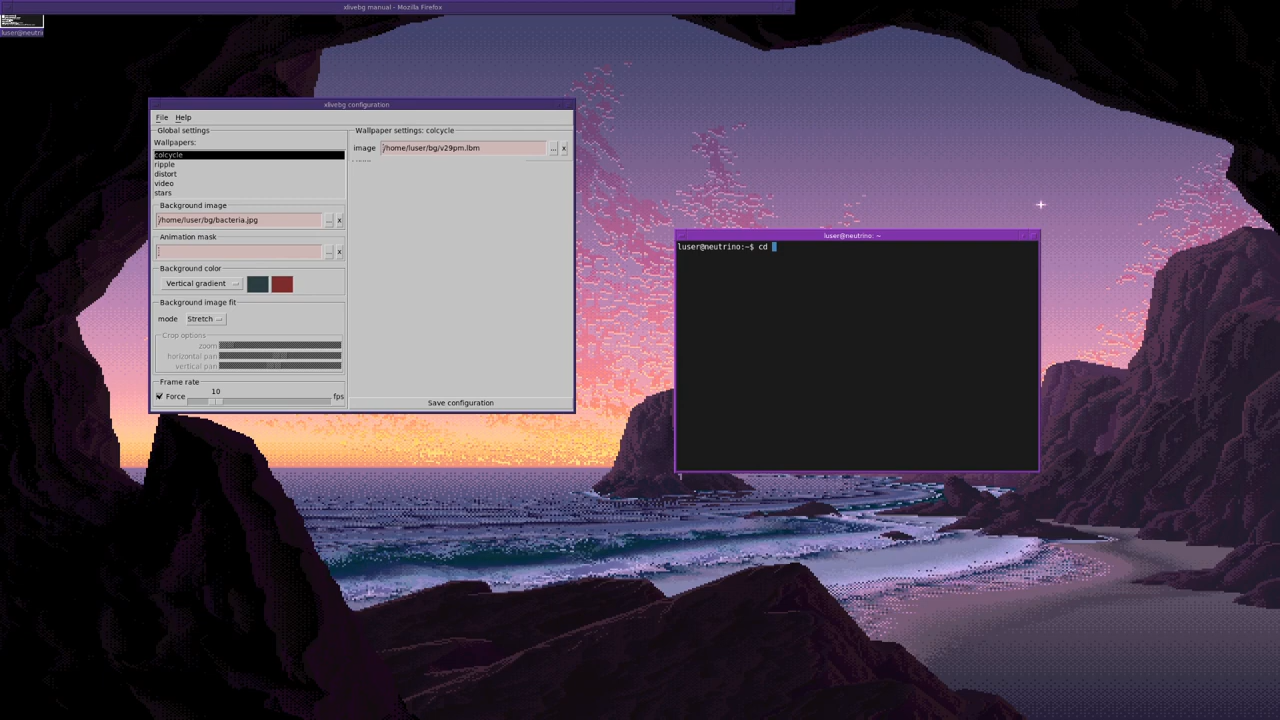 xlivebg manual - Mozilla Firefox
luser@neutri
xlivebg configuration
File Help
Global settings
Wallpapers:
colcycle
ripple
distort
video
stars
Background image
/home/luser/bg/bacteria.jpg ... x
Animation mask
... x
Background color
Vertical gradient
Background image fit
mode Stretch
Crop options
zoom
horizontal pan
vertical pan
Frame rate
10
Force fps
Wallpaper settings: colcycle
image /home/luser/bg/v29pm.lbm ... x
Save configuration
luser@neutrino: ~
luser@neutrino:~$ cd